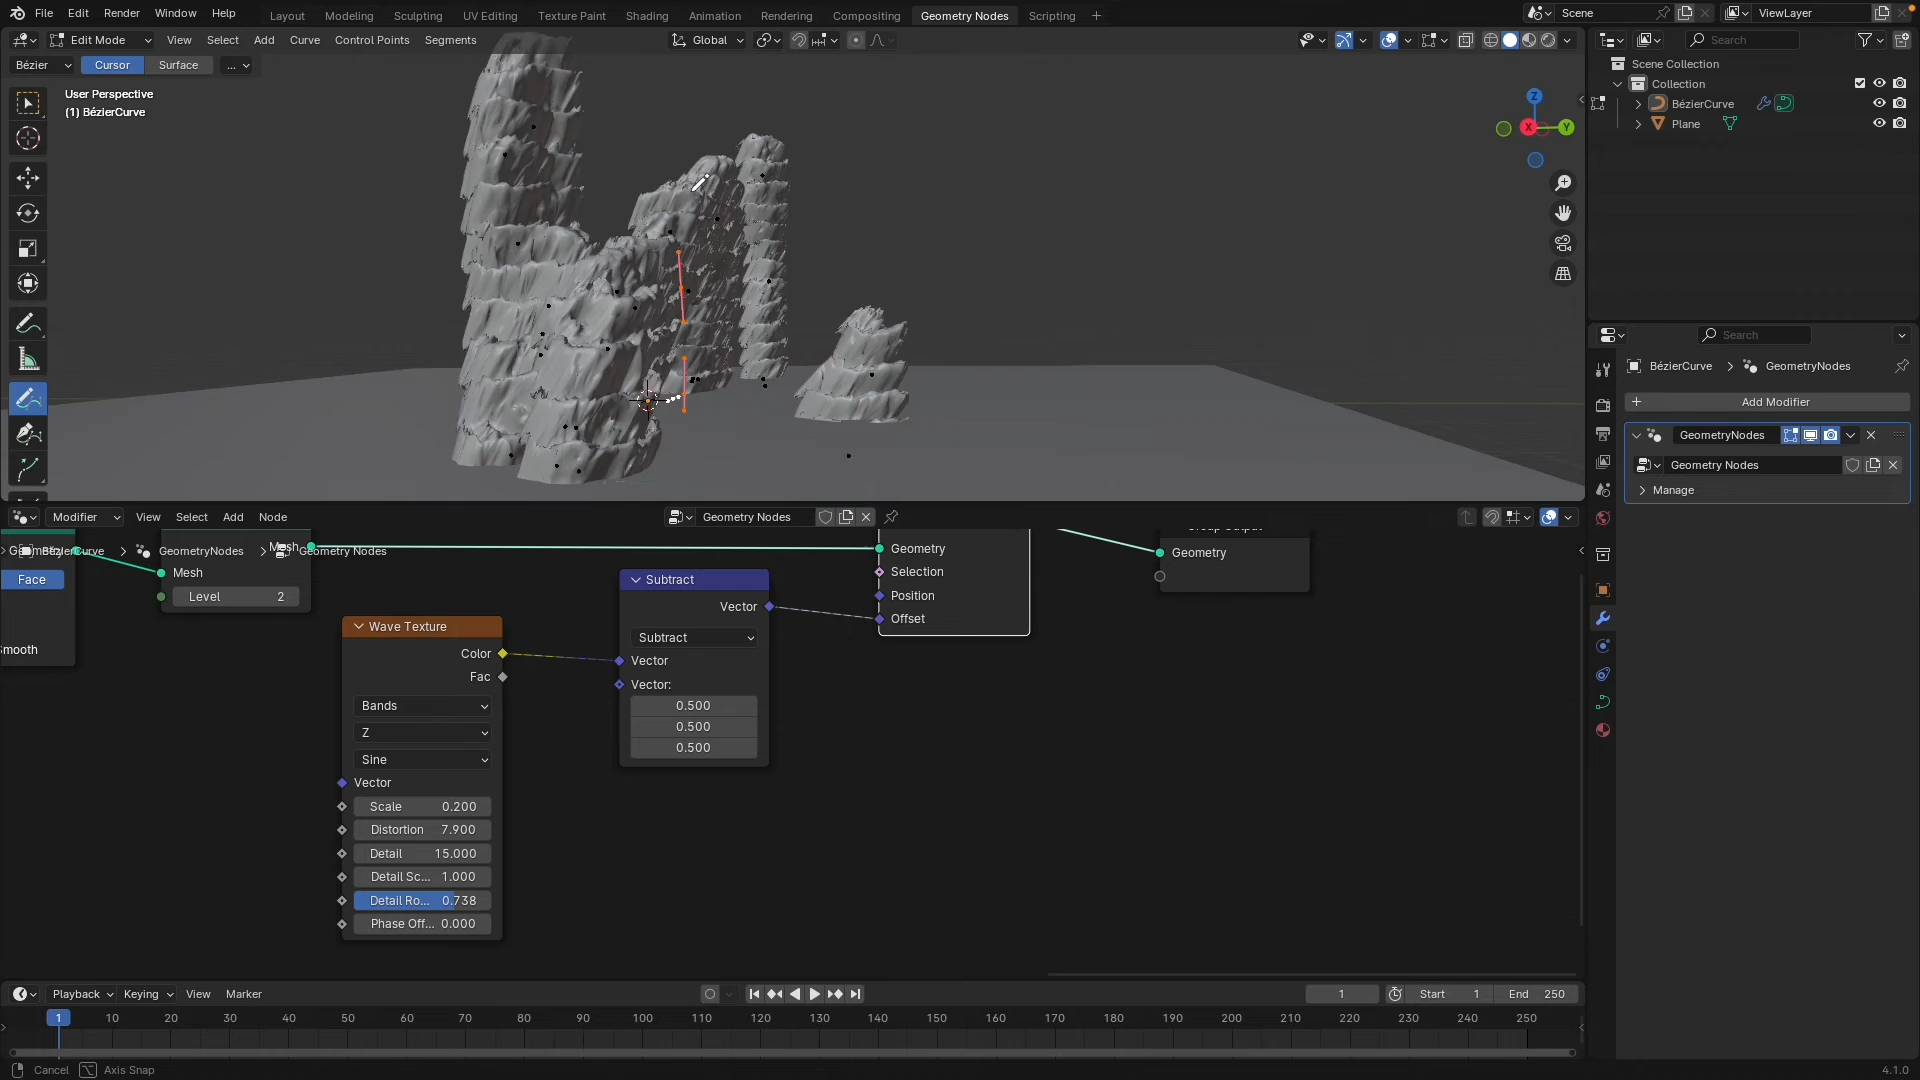 File Edit Render Window Help Layout Modeling Sculpting UV Editing Texture Paint Shading Animation Rendering Compositing Geometry Nodes Scripting + Scene ViewLayer
Edit Mode View Select Add Curve Control Points Segments Global Search
Bézier Cursor Surface ...
User Perspective
(1) BézierCurve
Z
X
Y
Scene Collection
Collection
BézierCurve
Plane
Search
BézierCurve > GeometryNodes
+ Add Modifier
GeometryNodes
Geometry Nodes
Manage
Modifier View Select Add Node Geometry Nodes
BézierCurve > GeometryNodes > Geometry Nodes
Geometry
Mesh
Face
Mesh
Level 2
Smooth
Wave Texture
Color
Fac
Bands
Z
Sine
Vector
Scale 0.200
Distortion 7.900
Detail 15.000
Detail Sc... 1.000
Detail Ro... 0.738
Phase Off... 0.000
Subtract
Vector
Subtract
Vector
Vector:
0.500
0.500
0.500
Geometry
Selection
Position
Offset
Group Output
Geometry
Playback Keying View Marker 1 Start 1 End 250
1 10 20 30 40 50 60 70 80 90 100 110 120 130 140 150 160 170 180 190 200 210 220 230 240 250
Cancel Axis Snap 4.1.0